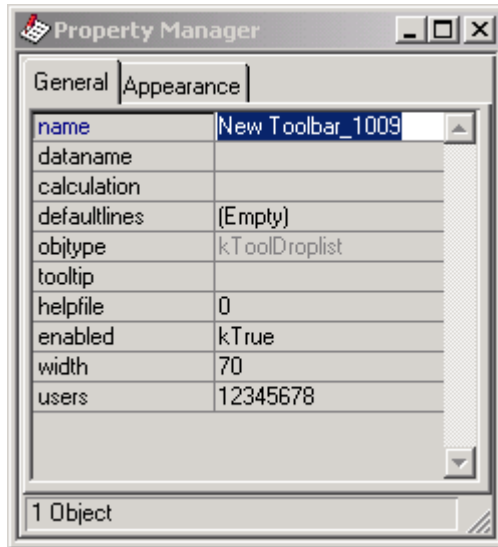 Property Manager
General Appearance
name New Toolbar_1009
dataname
calculation
defaultlines (Empty)
objtype kToolDroplist
tooltip
helpfile 0
enabled kTrue
width 70
users 12345678
1 Object